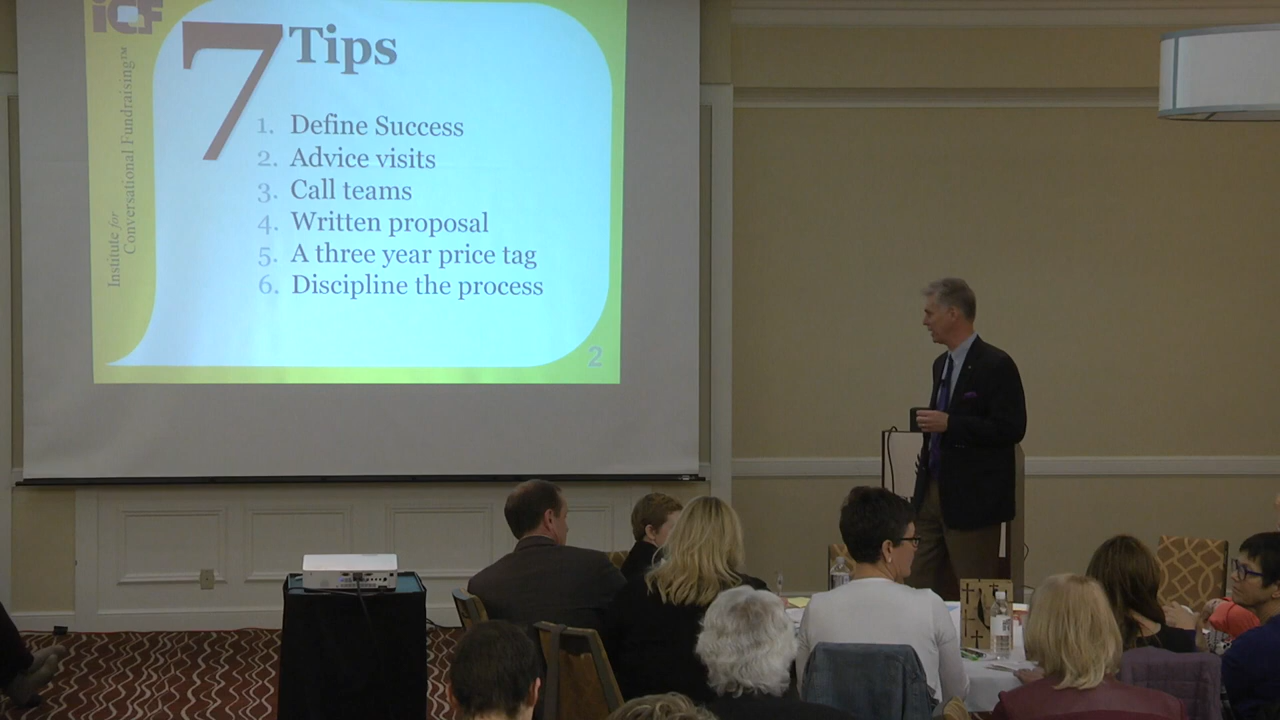 icf
7 Tips
Institute for
Conversational Fundraising™
1. Define Success
2. Advice visits
3. Call teams
4. Written proposal
5. A three year price tag
6. Discipline the process
2